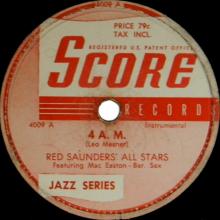 PRICE 79c
TAX INCL.
REGISTERED U.S. PATENT OFFICE
SCORE
RECORD
4009 A
4009 A
Instrumental
4 A. M.
(Leo Mesner)
RED SAUNDERS' ALL STARS
Featuring Mac Easton - Bar. Sax
JAZZ SERIES